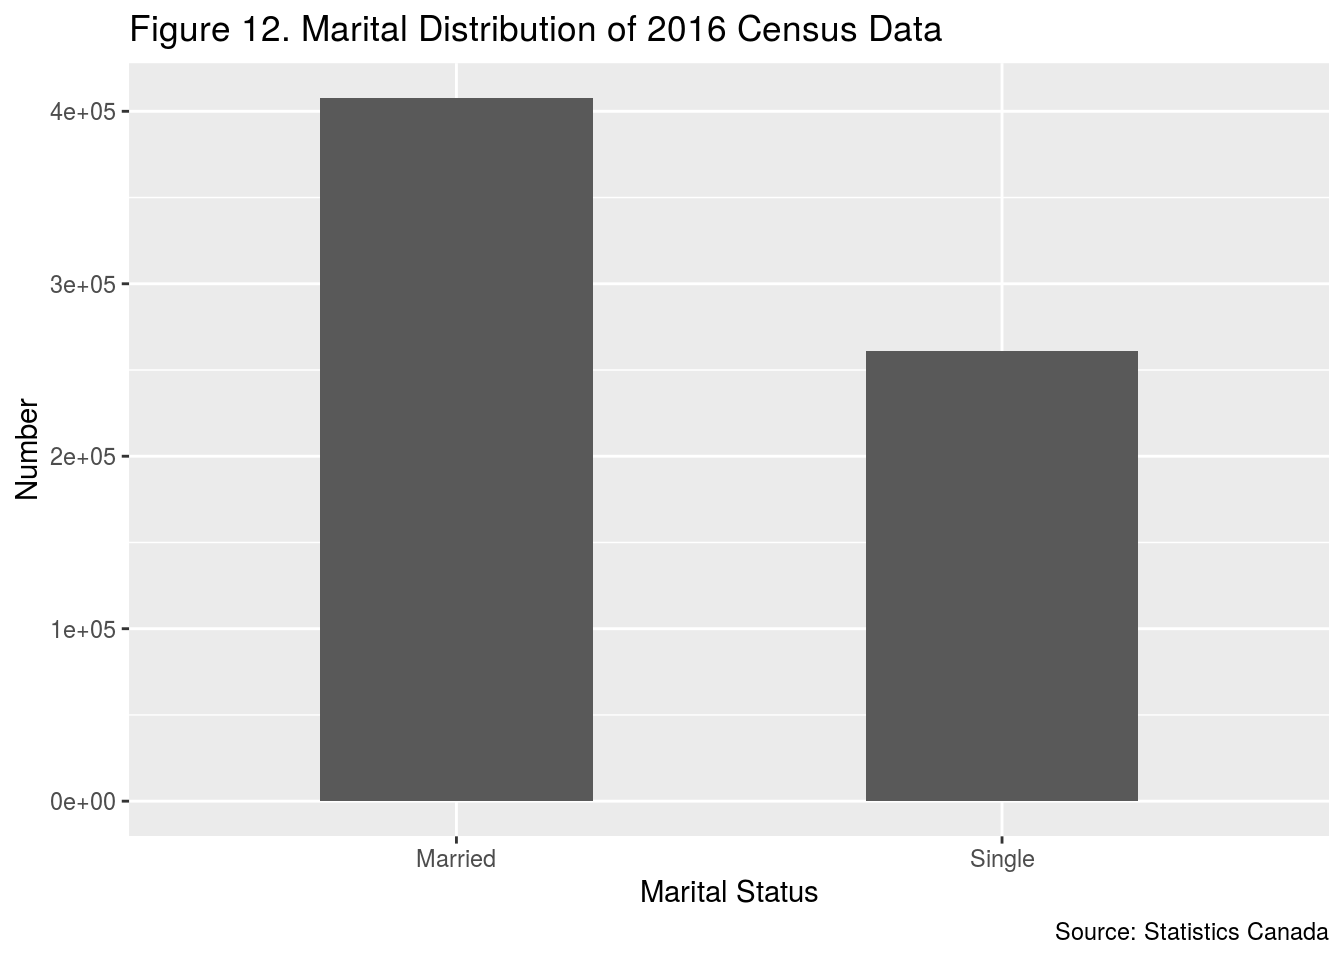 Figure 12. Marital Distribution of 2016 Census Data
4e+05
3e+05
2e+05
1e+05
0e+00
Number
Married
Single
Marital Status
Source: Statistics Canada